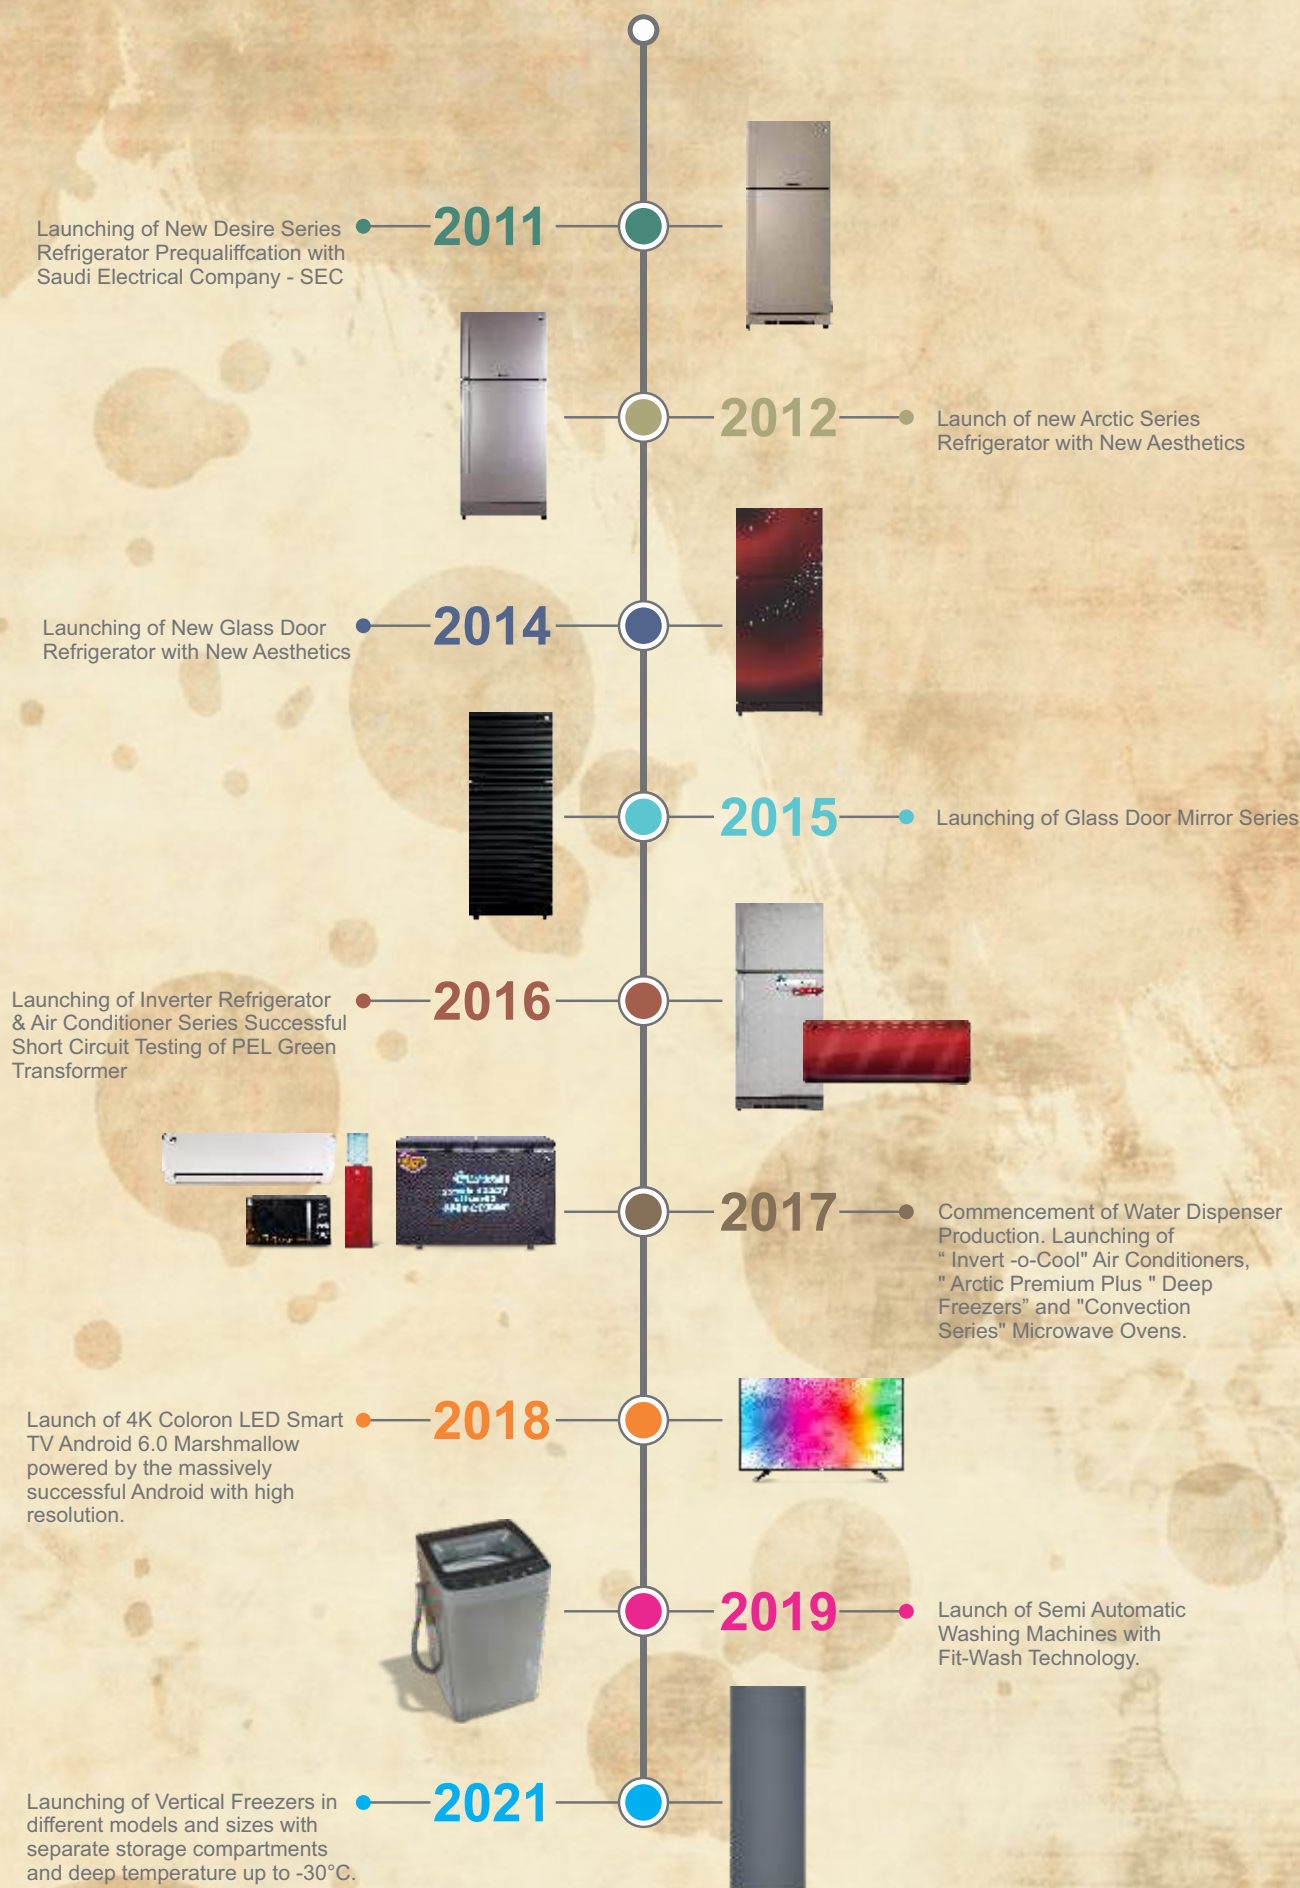 2011
Launching of New Desire Series
Refrigerator Prequaliffcation with
Saudi Electrical Company - SEC
2012
Launch of new Arctic Series
Refrigerator with New Aesthetics
2014
Launching of New Glass Door
Refrigerator with New Aesthetics
2015
Launching of Glass Door Mirror Series
2016
Launching of Inverter Refrigerator
& Air Conditioner Series Successful
Short Circuit Testing of PEL Green
Transformer
2017
Commencement of Water Dispenser
Production. Launching of
“ Invert -o-Cool" Air Conditioners,
" Arctic Premium Plus " Deep
Freezers” and "Convection
Series" Microwave Ovens.
2018
Launch of 4K Coloron LED Smart
TV Android 6.0 Marshmallow
powered by the massively
successful Android with high
resolution.
2019
Launch of Semi Automatic
Washing Machines with
Fit-Wash Technology.
2021
Launching of Vertical Freezers in
different models and sizes with
separate storage compartments
and deep temperature up to -30°C.